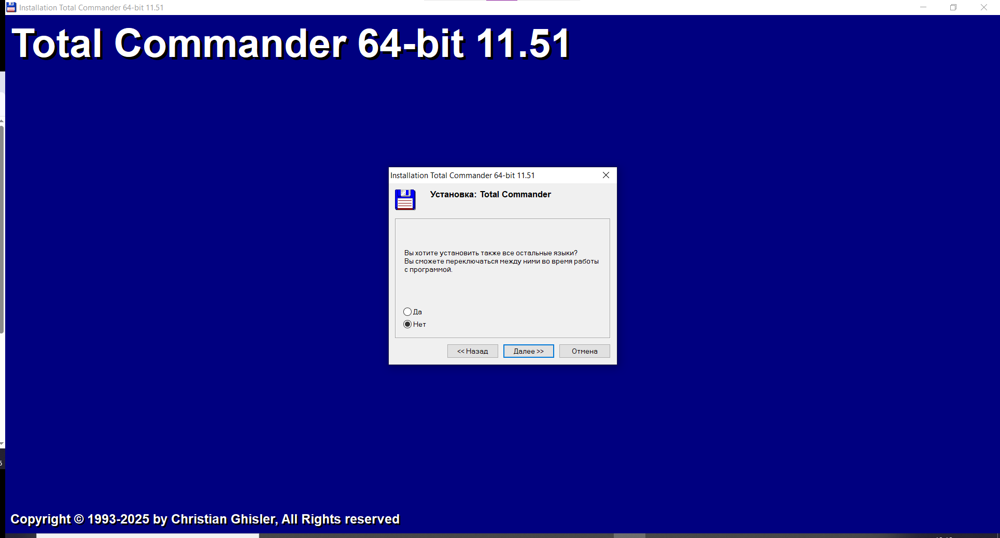 Installation Total Commander 64-bit 11.51
Total Commander 64-bit 11.51
Installation Total Commander 64-bit 11.51
Установка: Total Commander
Вы хотите установить также все остальные языки?
Вы сможете переключаться между ними во время работы
с программой.
Да
Нет
<< Назад
Далее >>
Отмена
Copyright © 1993-2025 by Christian Ghisler, All Rights reserved